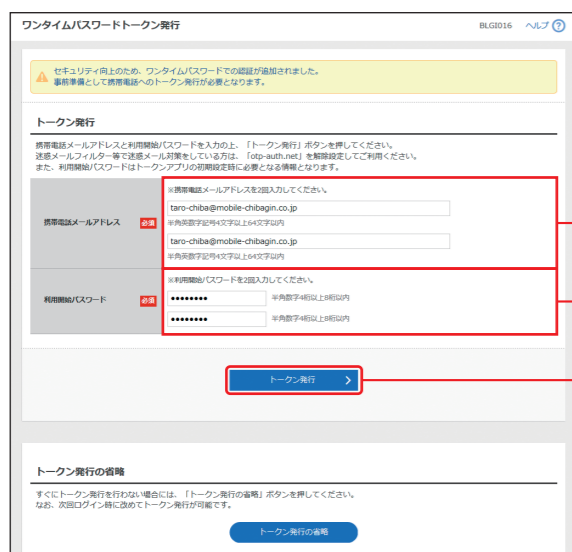 ワンタイムパスワードトークン発行
BLGI016 ヘルプ ?
セキュリティ向上のため、ワンタイムパスワードでの認証が追加されました。
事前準備として携帯電話へのトークン発行が必要となります。
トークン発行
携帯電話メールアドレスと利用開始パスワードを入力の上、「トークン発行」ボタンを押してください。
迷惑メールフィルター等で迷惑メール対策をしている方は、「otp-auth.net」を解除設定してご利用ください。
また、利用開始パスワードはトークンアプリの初期設定時に必要となる情報となります。
携帯電話メールアドレス 必須
※携帯電話メールアドレスを2回入力してください。
taro-chiba@mobile-chibagin.co.jp
半角英数字記号4文字以上64文字以内
taro-chiba@mobile-chibagin.co.jp
半角英数字記号4文字以上64文字以内
利用開始パスワード 必須
※利用開始パスワードを2回入力してください。
●●●●●●●● 半角数字4桁以上8桁以内
●●●●●●●● 半角数字4桁以上8桁以内
トークン発行
トークン発行の省略
すぐにトークン発行を行わない場合には、「トークン発行の省略」ボタンを押してください。
なお、次回ログイン時に改めてトークン発行が可能です。
トークン発行の省略